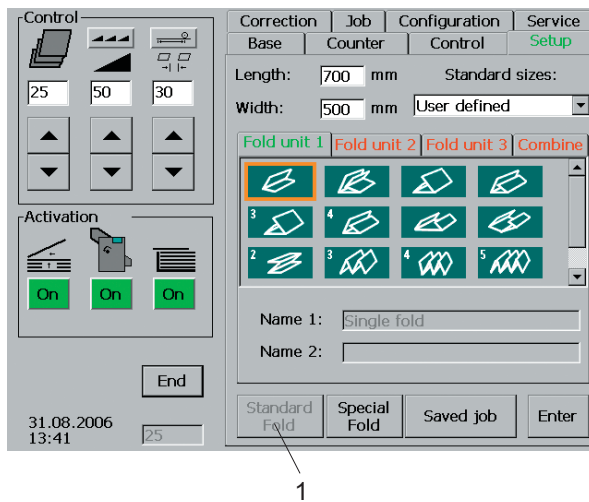 Control
25 50 30
Activation
On On On
End
31.08.2006
13:41
25
Correction Job Configuration Service
Base Counter Control Setup
Length: 700 mm Standard sizes:
Width: 500 mm User defined
Fold unit 1 Fold unit 2 Fold unit 3 Combine
3 4
2 3 4 5
Name 1: Single fold
Name 2:
Standard Fold
Special Fold
Saved job
Enter
1